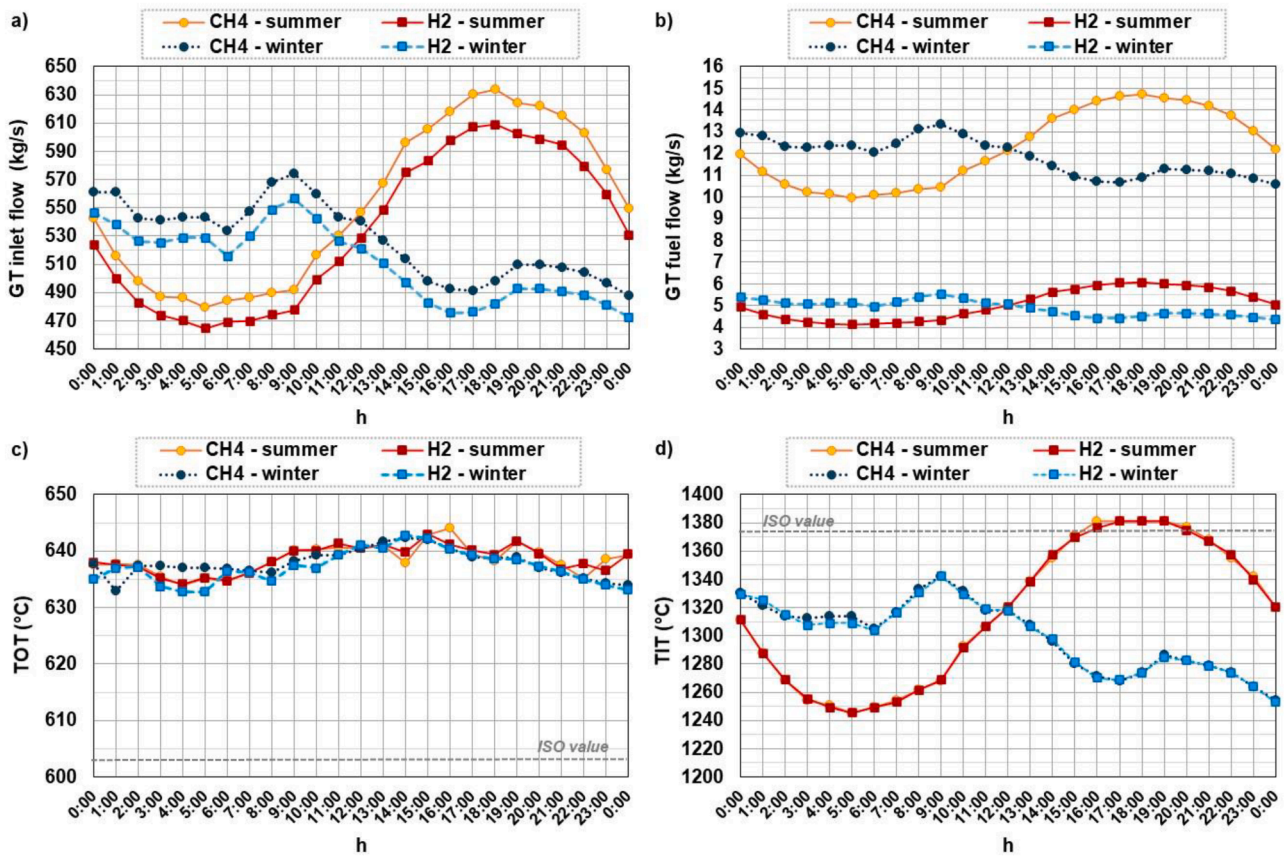 a)
CH4 - summer H2 - summer
CH4 - winter H2 - winter
GT inlet flow (kg/s)
650
630
610
590
570
550
530
510
490
470
450
0:00 1:00 2:00 3:00 4:00 5:00 6:00 7:00 8:00 9:00 10:00 11:00 12:00 13:00 14:00 15:00 16:00 17:00 18:00 19:00 20:00 21:00 22:00 23:00 0:00
h
b)
CH4 - summer H2 - summer
CH4 - winter H2 - winter
GT fuel flow (kg/s)
16
15
14
13
12
11
10
9
8
7
6
5
4
3
0:00 1:00 2:00 3:00 4:00 5:00 6:00 7:00 8:00 9:00 10:00 11:00 12:00 13:00 14:00 15:00 16:00 17:00 18:00 19:00 20:00 21:00 22:00 23:00 0:00
h
c)
CH4 - summer H2 - summer
CH4 - winter H2 - winter
TOT (°C)
650
640
630
620
610
600
ISO value
0:00 1:00 2:00 3:00 4:00 5:00 6:00 7:00 8:00 9:00 10:00 11:00 12:00 13:00 14:00 15:00 16:00 17:00 18:00 19:00 20:00 21:00 22:00 23:00 0:00
h
d)
CH4 - summer H2 - summer
CH4 - winter H2 - winter
TIT (°C)
1400
1380
1360
1340
1320
1300
1280
1260
1240
1220
1200
ISO value
0:00 1:00 2:00 3:00 4:00 5:00 6:00 7:00 8:00 9:00 10:00 11:00 12:00 13:00 14:00 15:00 16:00 17:00 18:00 19:00 20:00 21:00 22:00 23:00 0:00
h